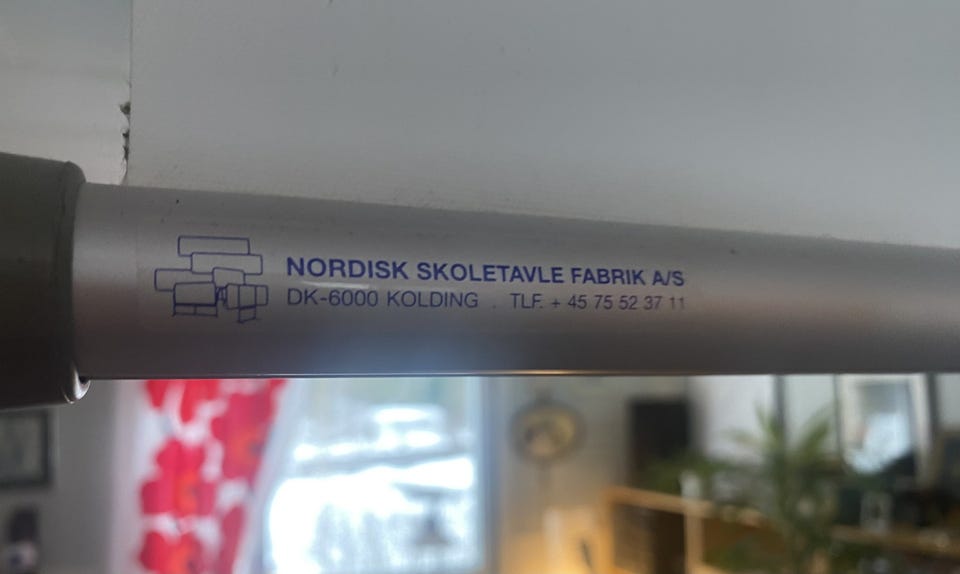 NORDISK SKOLETAVLE FABRIK A/S
DK-6000 KOLDING . TLF. + 45 75 52 37 11